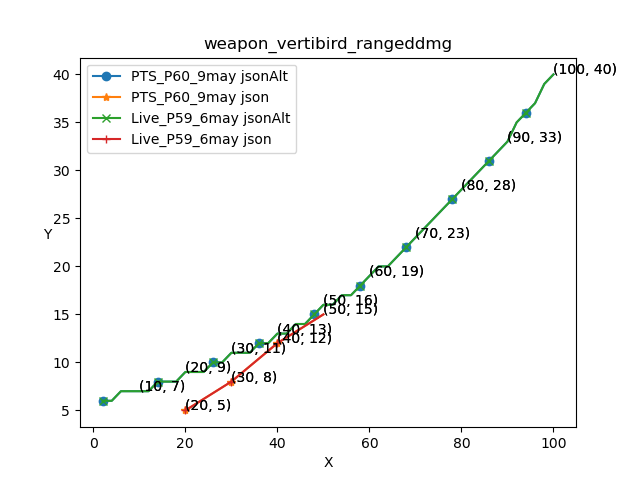 weapon_vertibird_rangeddmg
PTS_P60_9may jsonAlt
PTS_P60_9may json
Live_P59_6may jsonAlt
Live_P59_6may json
Y
40
35
30
25
20
15
10
5
(100, 40)
(90, 33)
(80, 28)
(70, 23)
(60, 19)
(50, 16)
(50, 15)
(40, 13)
(40, 12)
(30, 11)
(20, 9)
(30, 8)
(10, 7)
(20, 5)
0 20 40 60 80 100
X